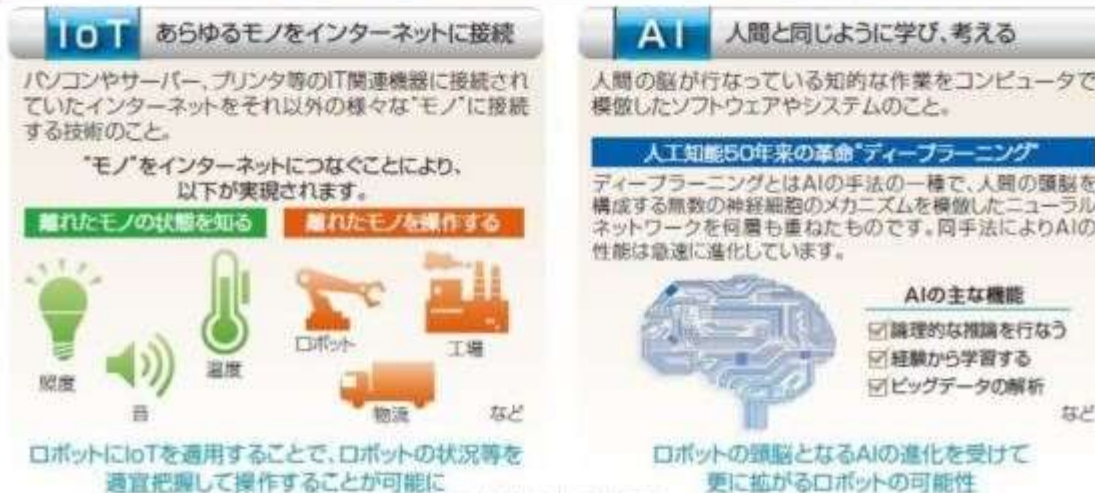 IoT あらゆるモノをインターネットに接続
パソコンやサーバー、プリンタ等のIT関連機器に接続され
ていたインターネットをそれ以外の様々な"モノ"に接続
する技術のこと。
"モノ"をインターネットにつなぐことにより、
以下が実現されます。
離れたモノの状態を知る
離れたモノを操作する
照度
音
温度
ロボット
工場
物流
など
ロボットにIoTを適用することで、ロボットの状況等を
適宜把握して操作することが可能に
AI 人間と同じように学び、考える
人間の脳が行なっている知的な作業をコンピュータで
模倣したソフトウェアやシステムのこと。
人工知能50年来の革命"ディープラーニング"
ディープラーニングとはAIの手法の一種で、人間の頭脳を
構成する無数の神経細胞のメカニズムを模倣したニューラル
ネットワークを何層も重ねたものです。同手法によりAIの
性能は急速に進化しています。
AIの主な機能
☑論理的な推論を行なう
☑経験から学習する
☑ビッグデータの解析
など
ロボットの頭脳となるAIの進化を受けて
更に拡がるロボットの可能性